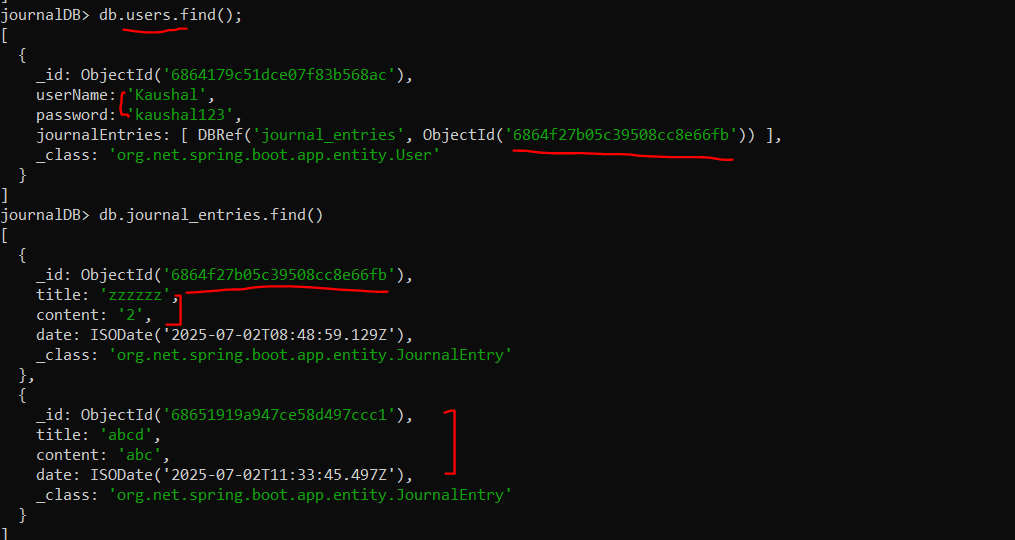 journalDB> db.users.find();
[
  {
    _id: ObjectId('6864179c51dce07f83b568ac'),
    userName: 'Kaushal',
    password: 'kaushal123',
    journalEntries: [ DBRef('journal_entries', ObjectId('6864f27b05c39508cc8e66fb')) ],
    _class: 'org.net.spring.boot.app.entity.User'
  }
]
journalDB> db.journal_entries.find()
[
  {
    _id: ObjectId('6864f27b05c39508cc8e66fb'),
    title: 'zzzzzz',
    content: '2',
    date: ISODate('2025-07-02T08:48:59.129Z'),
    _class: 'org.net.spring.boot.app.entity.JournalEntry'
  },
  {
    _id: ObjectId('68651919a947ce58d497ccc1'),
    title: 'abcd',
    content: 'abc',
    date: ISODate('2025-07-02T11:33:45.497Z'),
    _class: 'org.net.spring.boot.app.entity.JournalEntry'
  }
]